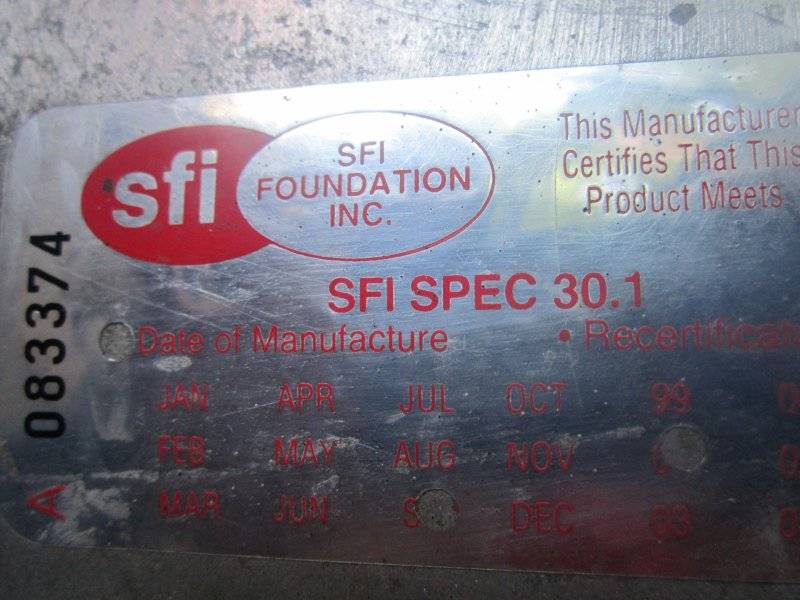 sfi
SFI
FOUNDATION
INC.
This Manufacturer
Certifies That This
Product Meets
SFI SPEC 30.1
Date of Manufacture • Recertificat
JAN APR JUL OCT 99
FEB MAY AUG NOV
MAR JUN DEC 03
A 083374